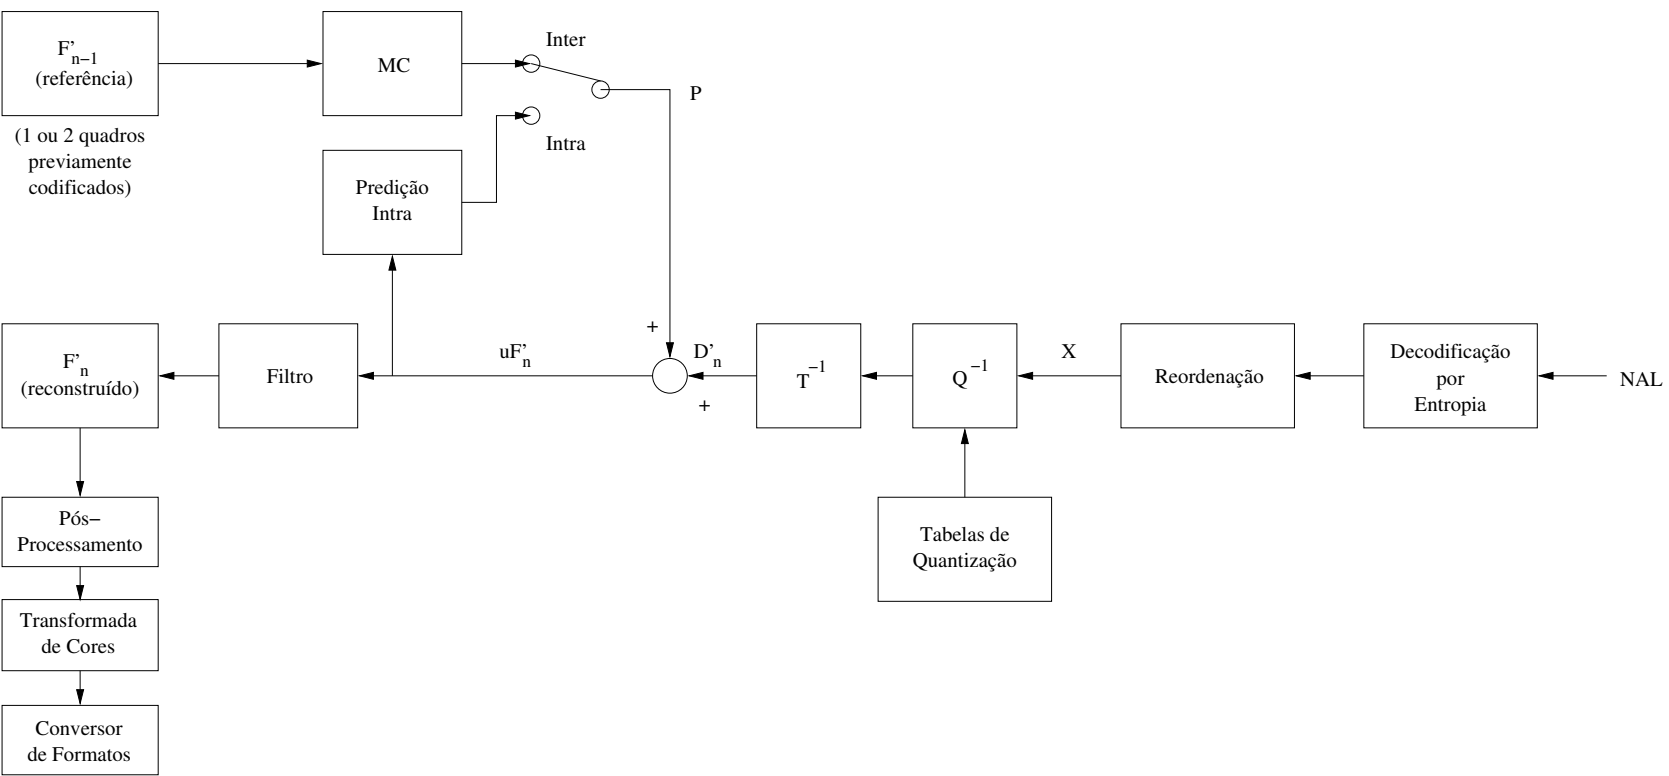 F'n−1
(referência)
(1 ou 2 quadros
previamente
codificados)
MC
Inter
P
Intra
Predição
Intra
F'n
(reconstruído)
Filtro
uF'n
+
D'n
+
T−1
Q−1
X
Reordenação
Decodificação
por
Entropia
NAL
Tabelas de
Quantização
Pós−
Processamento
Transformada
de Cores
Conversor
de Formatos